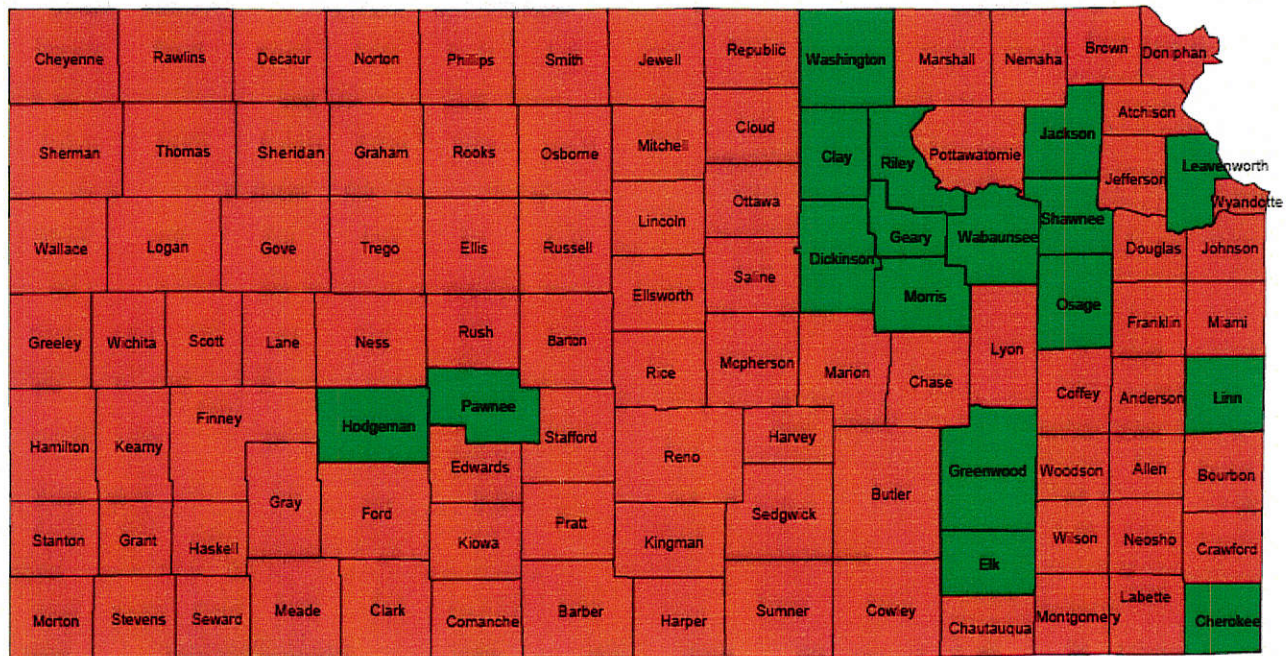 Cheyenne Rawlins Decatur Norton Phillips Smith Jewell Republic Washington Marshall Nemaha Brown Doniphan
Sherman Thomas Sheridan Graham Rooks Osborne Mitchell Cloud Clay Riley Pottawatomie Jackson Atchison
Jefferson Leavenworth
Wyandotte
Wallace Logan Gove Trego Ellis Russell Lincoln Ottawa Dickinson Geary Wabaunsee Shawnee Douglas Johnson
Ellsworth Saline Morris Osage
Greeley Wichita Scott Lane Ness Rush Barton Rice Mcpherson Marion Chase Lyon Franklin Miami
Hamilton Kearny Finney Hodgeman Pawnee Stafford Coffey Anderson Linn
Edwards Reno Harvey Butler Greenwood Woodson Allen Bourbon
Gray Ford Pratt Sedgwick
Stanton Grant Haskell Kiowa Kingman Elk Wilson Neosho Crawford
Morton Stevens Seward Meade Clark Comanche Barber Harper Sumner Cowley Chautauqua Montgomery Labette Cherokee